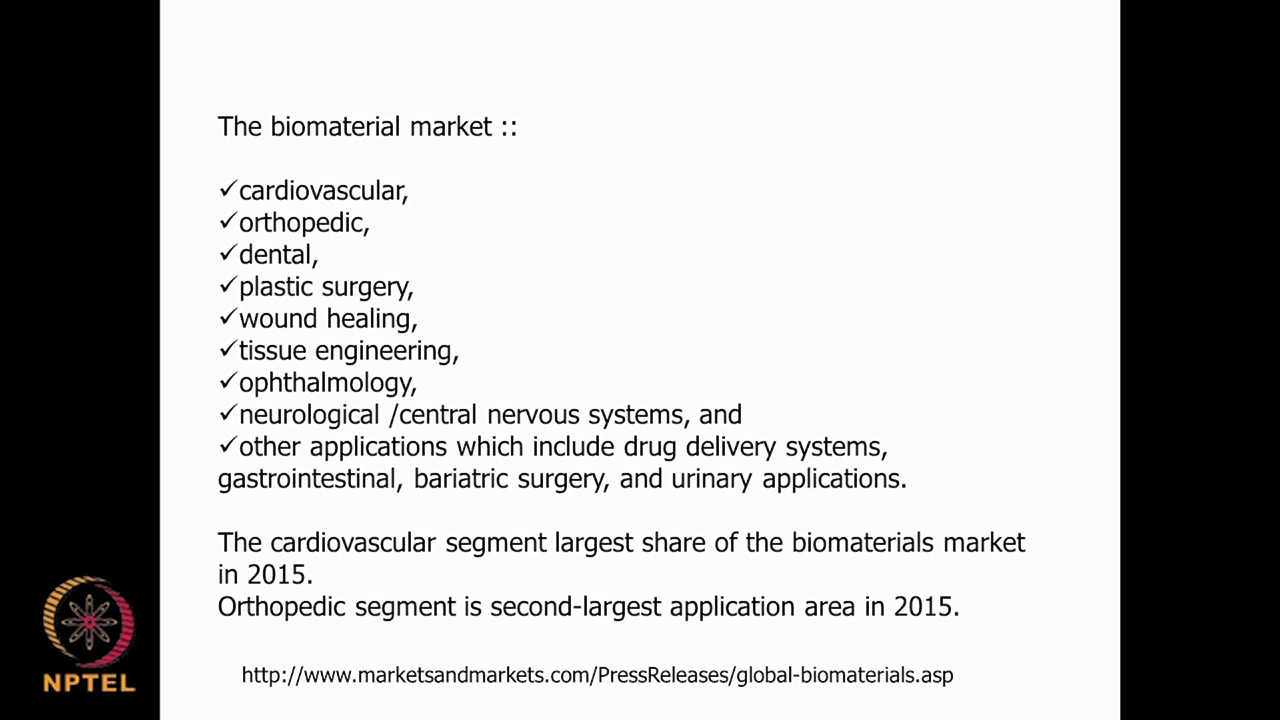 The biomaterial market ::
✓cardiovascular,
✓orthopedic,
✓dental,
✓plastic surgery,
✓wound healing,
✓tissue engineering,
✓ophthalmology,
✓neurological /central nervous systems, and
✓other applications which include drug delivery systems,
gastrointestinal, bariatric surgery, and urinary applications.
The cardiovascular segment largest share of the biomaterials market
in 2015.
Orthopedic segment is second-largest application area in 2015.
http://www.marketsandmarkets.com/PressReleases/global-biomaterials.asp
NPTEL